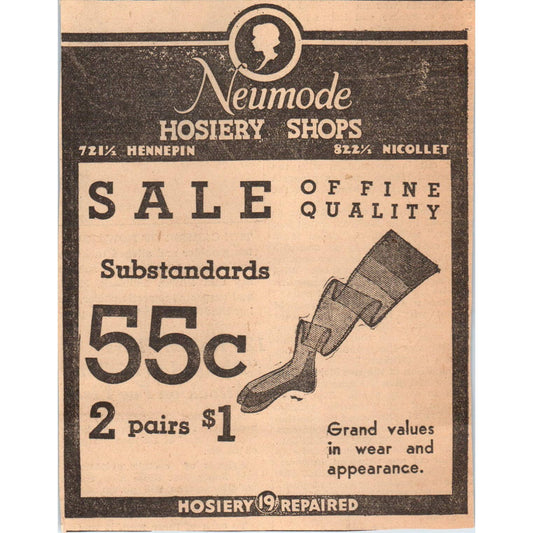 Neumode
HOSIERY SHOPS
721½ HENNEPIN 822½ NICOLLET
SALE OF FINE
QUALITY
Substandards
55c
2 pairs $1
Grand values
in wear and
appearance.
HOSIERY 19 REPAIRED